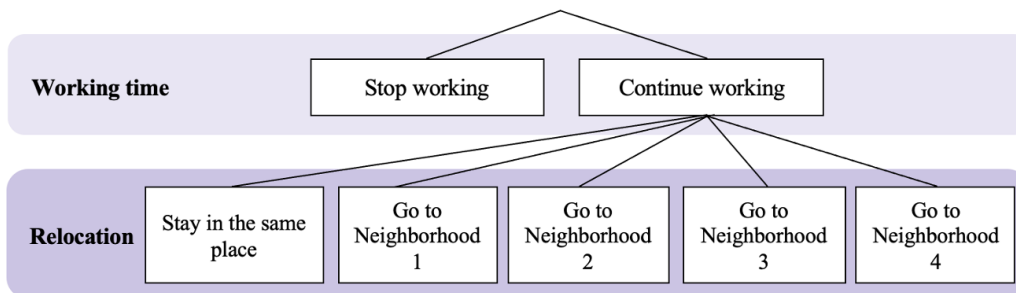 Working time
Stop working
Continue working
Relocation
Stay in the same
place
Go to
Neighborhood
1
Go to
Neighborhood
2
Go to
Neighborhood
3
Go to
Neighborhood
4